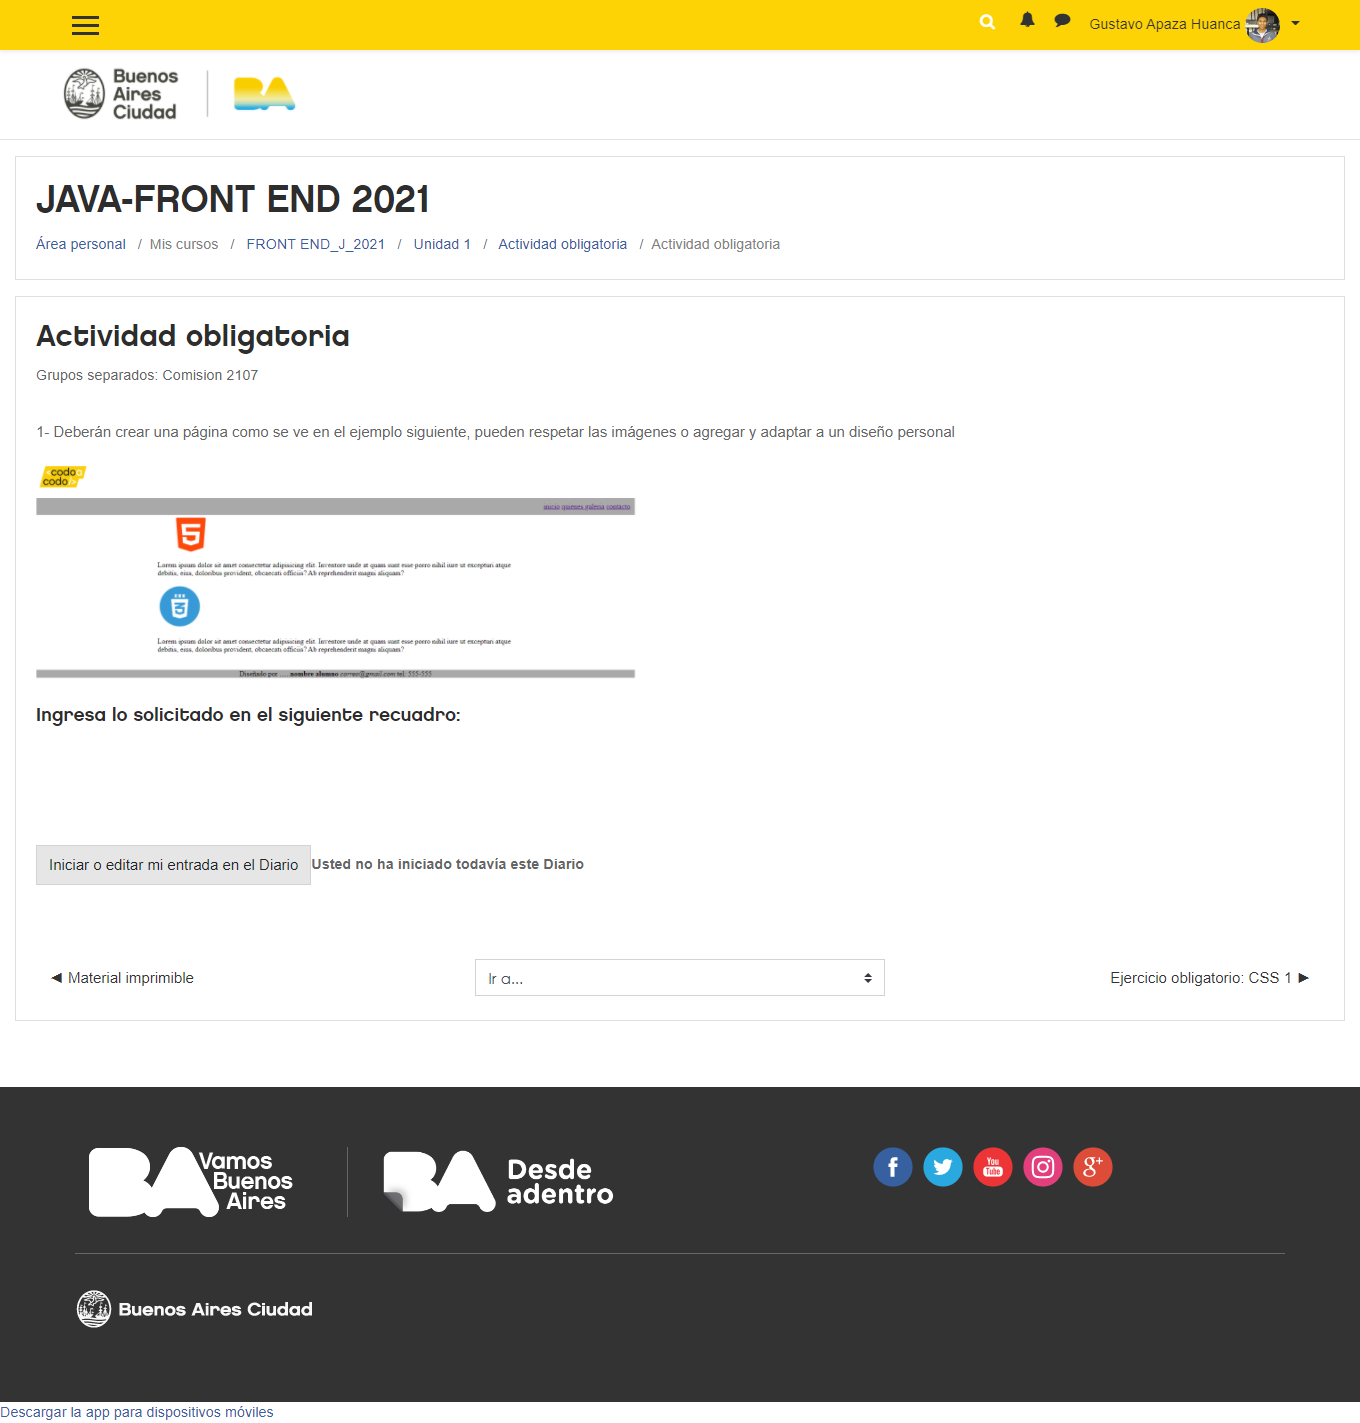 Gustavo Apaza Huanca
Buenos
Aires
Ciudad
BA
JAVA-FRONT END 2021
Área personal / Mis cursos / FRONT END_J_2021 / Unidad 1 / Actividad obligatoria / Actividad obligatoria
Actividad obligatoria
Grupos separados: Comision 2107
1- Deberán crear una página como se ve en el ejemplo siguiente, pueden respetar las imágenes o agregar y adaptar a un diseño personal
codo
codo
inicio quienes galeria contacto
5
Lorem ipsum dolor sit amet consectetur adipisicing elit. Inventore unde at quam sunt esse porro nihil iure ut excepturi atque
debitis, eius, doloribus provident, obcaecati officiis? Ab reprehenderit magni aliquam?
3
Lorem ipsum dolor sit amet consectetur adipisicing elit. Inventore unde at quam sunt esse porro nihil iure ut excepturi atque
debitis, eius, doloribus provident, obcaecati officiis? Ab reprehenderit magni aliquam?
Diseñado por ..... nombre alumno correo@gmail.com tel. 555-555
Ingresa lo solicitado en el siguiente recuadro:
Iniciar o editar mi entrada en el Diario Usted no ha iniciado todavía este Diario
◄ Material imprimible
Ir a...
Ejercicio obligatorio: CSS 1 ►
BA Vamos
Buenos
Aires
BA Desde
adentro
f
You
Tube
g+
Buenos Aires Ciudad
Descargar la app para dispositivos móviles